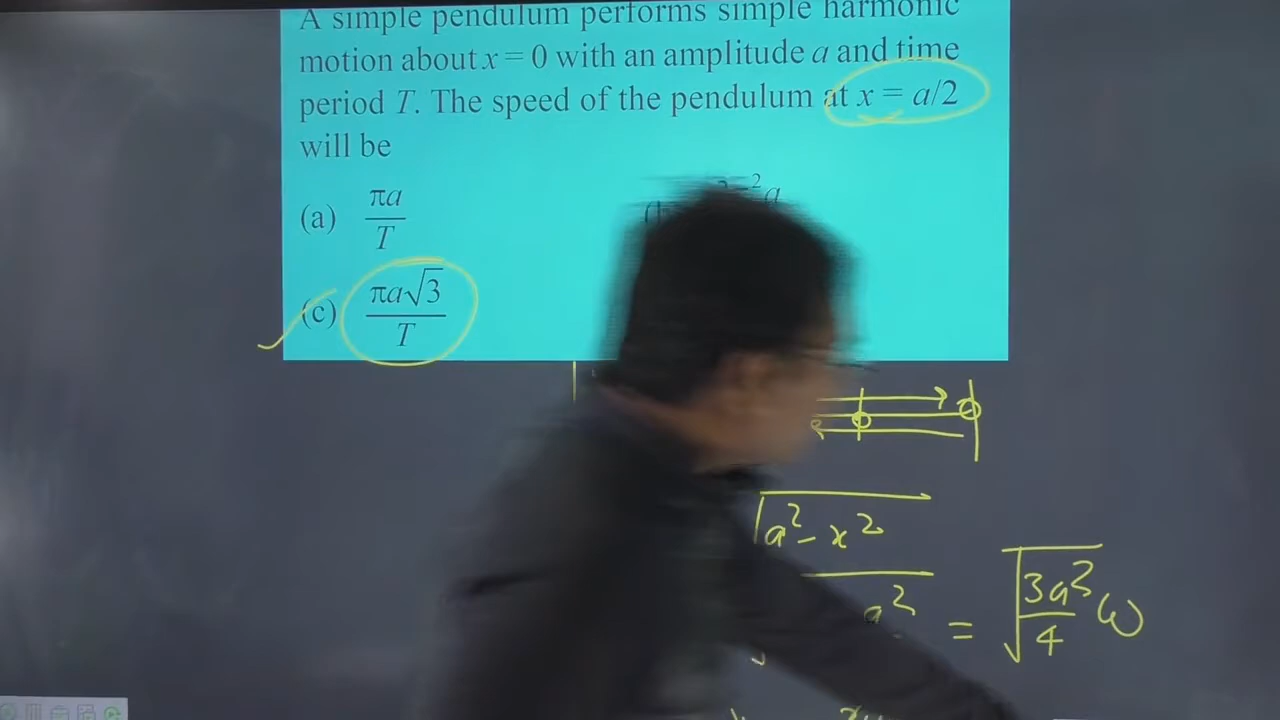 A simple pendulum performs simple harmonic
motion about x = 0 with an amplitude a and time
period T. The speed of the pendulum at x = a/2
will be
(a) πa/T
(c) πa√3/T
√a² - x²
a² = √3a²/4 ω